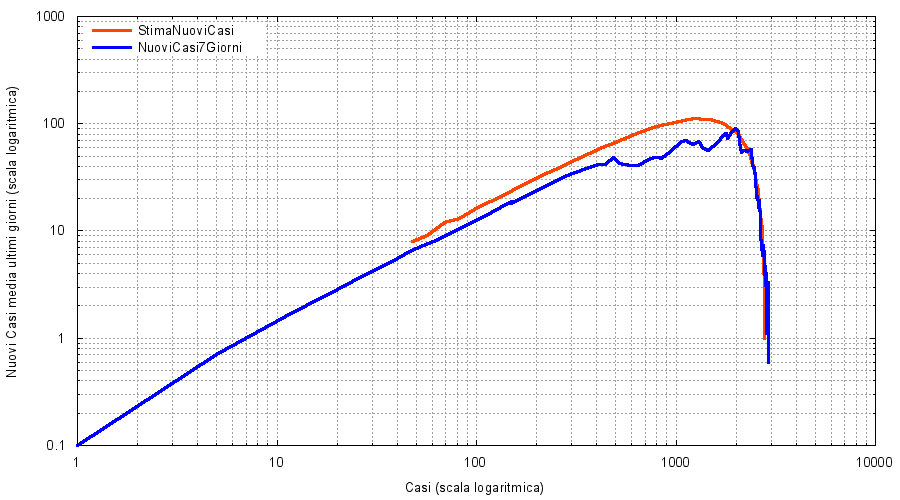 1000
StimaNuoviCasi
NuoviCasi7Giorni
100
10
1
0.1
Nuovi Casi media ultimi giorni (scala logaritmica)
1 10 100 1000 10000
Casi (scala logaritmica)